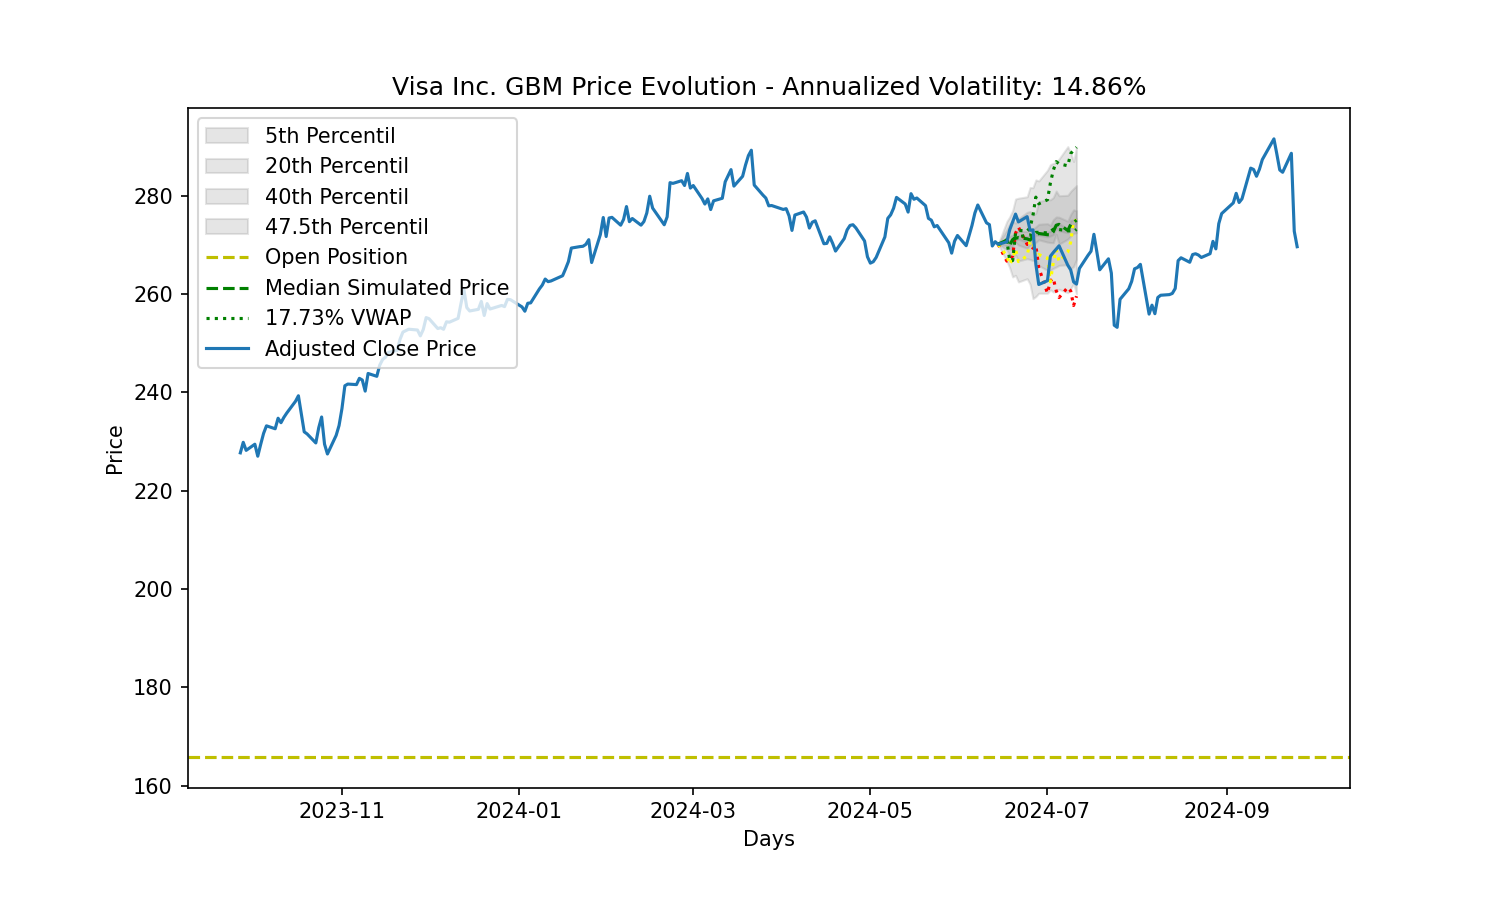 Visa Inc. GBM Price Evolution - Annualized Volatility: 14.86%
5th Percentil
20th Percentil
40th Percentil
47.5th Percentil
Open Position
Median Simulated Price
17.73% VWAP
Adjusted Close Price
Price
280
260
240
220
200
180
160
2023-11
2024-01
2024-03
2024-05
2024-07
2024-09
Days